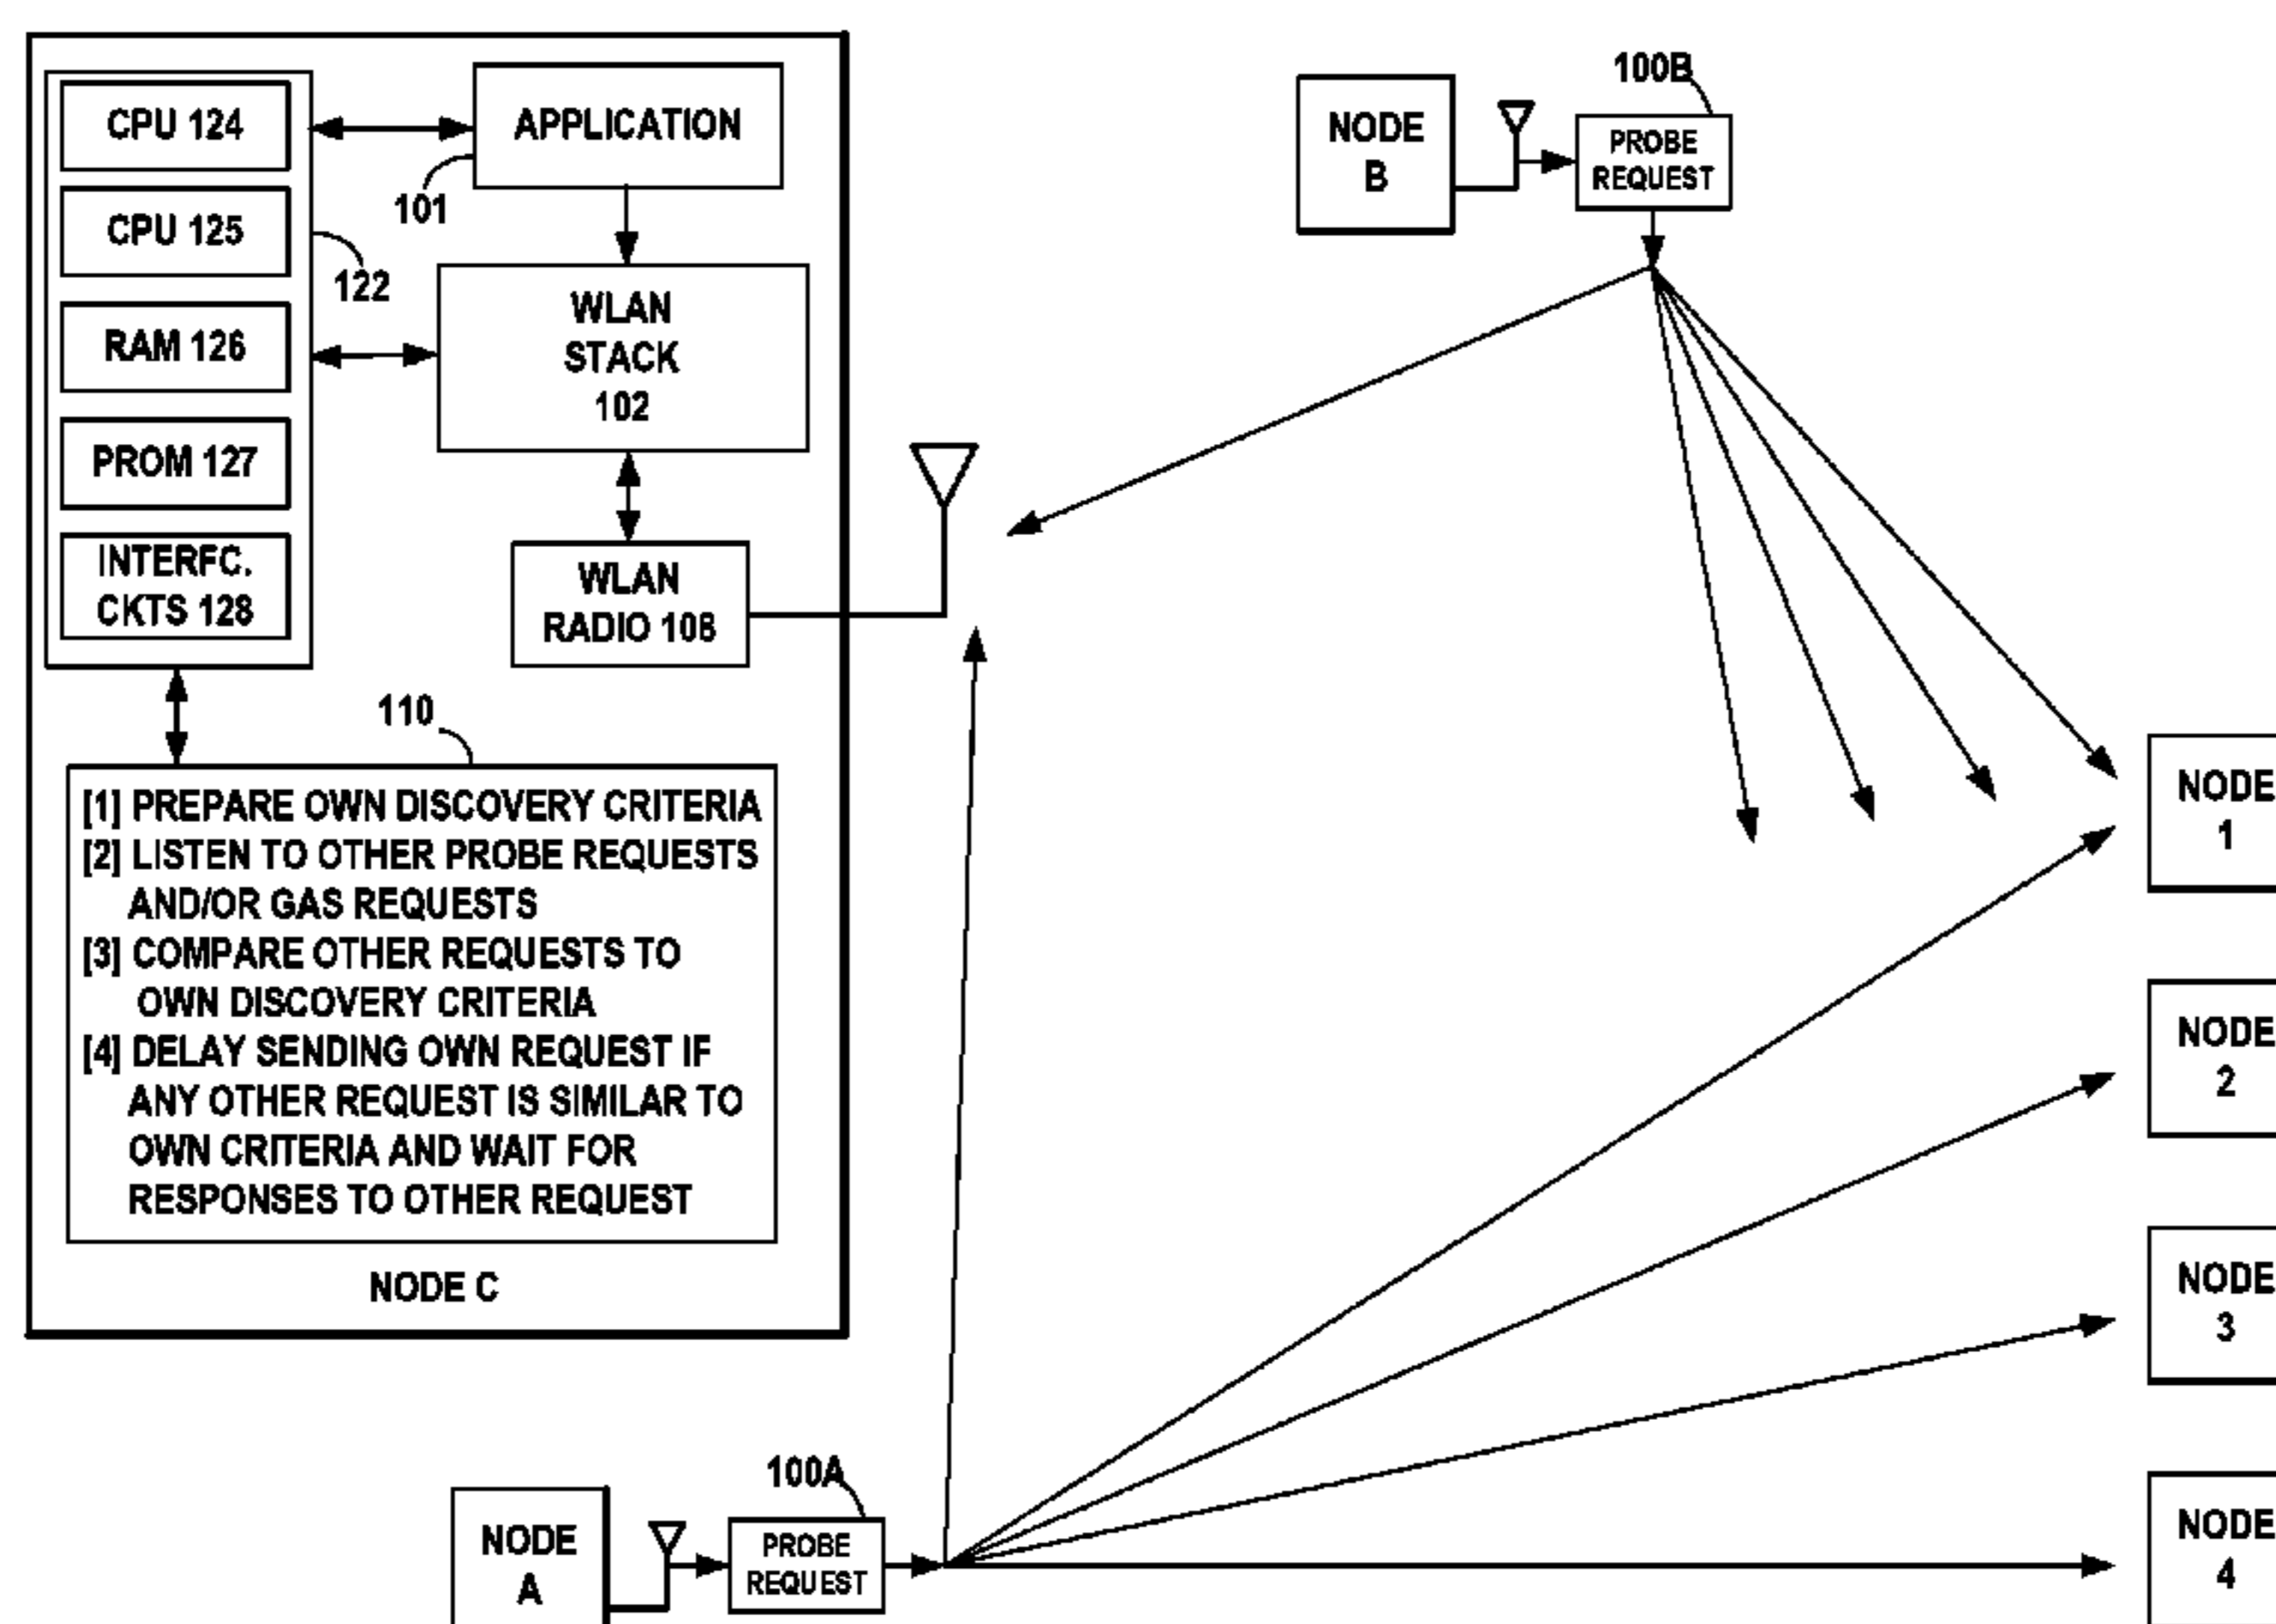 CPU 124
CPU 125
RAM 126
PROM 127
INTERFC.
CKTS 128
122
APPLICATION
101
WLAN
STACK
102
WLAN
RADIO 108
110
[1] PREPARE OWN DISCOVERY CRITERIA
[2] LISTEN TO OTHER PROBE REQUESTS
AND/OR GAS REQUESTS
[3] COMPARE OTHER REQUESTS TO
OWN DISCOVERY CRITERIA
[4] DELAY SENDING OWN REQUEST IF
ANY OTHER REQUEST IS SIMILAR TO
OWN CRITERIA AND WAIT FOR
RESPONSES TO OTHER REQUEST
NODE C
NODE
B
100B
PROBE
REQUEST
NODE
1
NODE
2
NODE
3
NODE
4
NODE
A
100A
PROBE
REQUEST